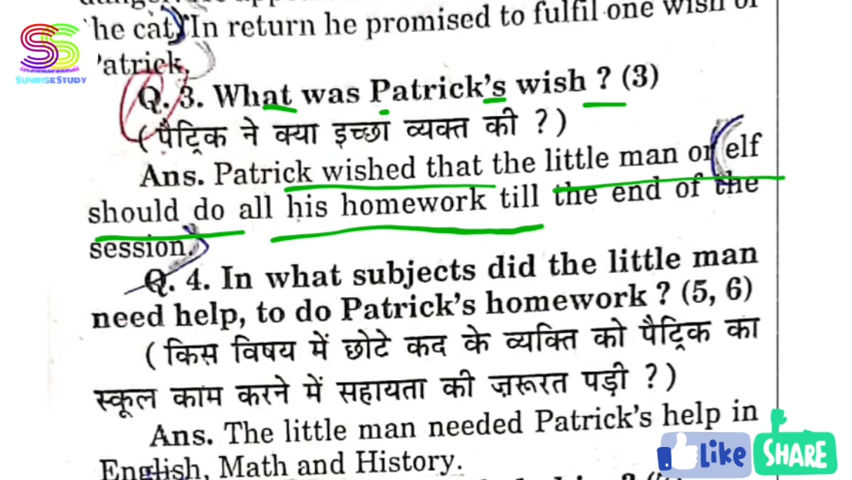 he cat) In return he promised to fulfil one wish of
Patrick.
SS
SUNRISE STUDY
Q. 3. What was Patrick's wish ? (3)
(पैट्रिक ने क्या इच्छा व्यक्त की ?)
Ans. Patrick wished that the little man or elf
should do all his homework till the end of the
session.
Q. 4. In what subjects did the little man
need help, to do Patrick's homework ? (5, 6)
(किस विषय में छोटे कद के व्यक्ति को पैट्रिक का
स्कूल काम करने में सहायता की ज़रूरत पड़ी ?)
Ans. The little man needed Patrick's help in
English, Math and History.
Like SHARE